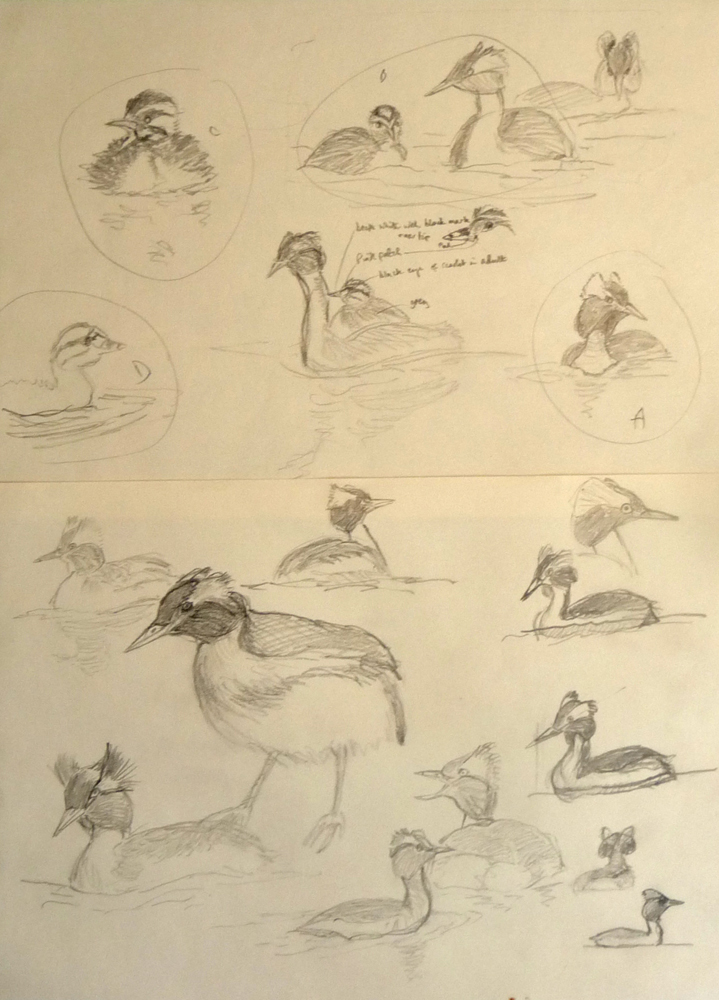 beak white with black mark
near tip
Pink patch
black cap & scarlet in adult
grey
D
A